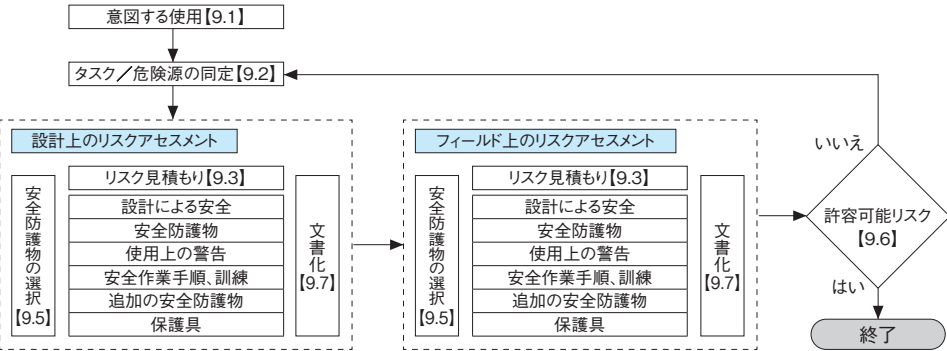 意図する使用【9.1】
タスク／危険源の同定【9.2】
設計上のリスクアセスメント
安全防護物の選択【9.5】
リスク見積もり【9.3】
設計による安全
安全防護物
使用上の警告
安全作業手順、訓練
追加の安全防護物
保護具
文書化【9.7】
フィールド上のリスクアセスメント
安全防護物の選択【9.5】
リスク見積もり【9.3】
設計による安全
安全防護物
使用上の警告
安全作業手順、訓練
追加の安全防護物
保護具
文書化【9.7】
いいえ
許容可能リスク
【9.6】
はい
終了